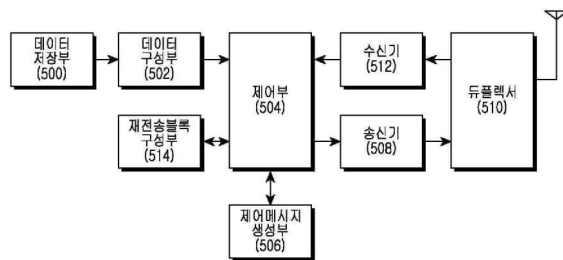 데이터
저장부
(500)
데이터
구성부
(502)
제어부
(504)
수신기
(512)
듀플렉서
(510)
재전송블록
구성부
(514)
송신기
(508)
제어메시지
생성부
(506)